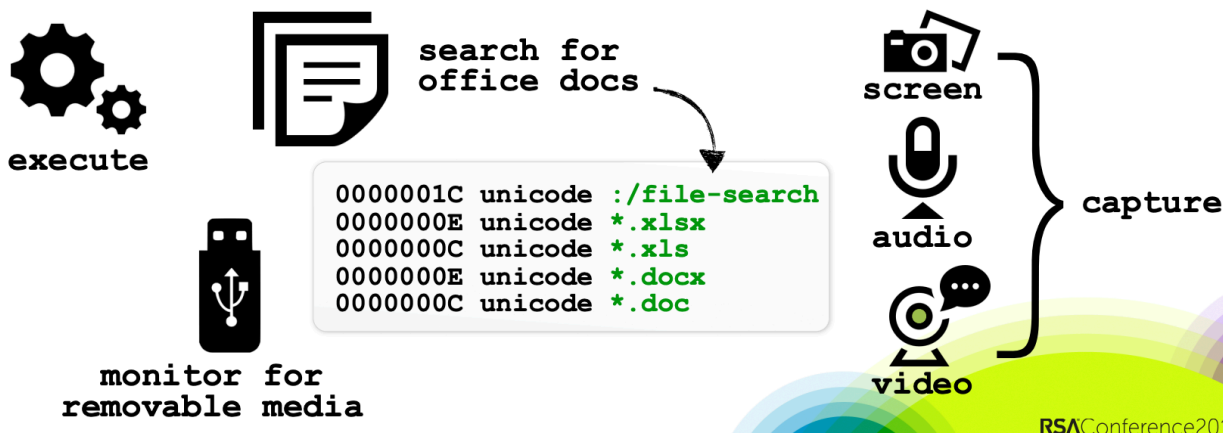 search for
office docs
execute
0000001C unicode :/file-search
0000000E unicode *.xlsx
0000000C unicode *.xls
0000000E unicode *.docx
0000000C unicode *.doc
monitor for
removable media
screen
audio
video
capture